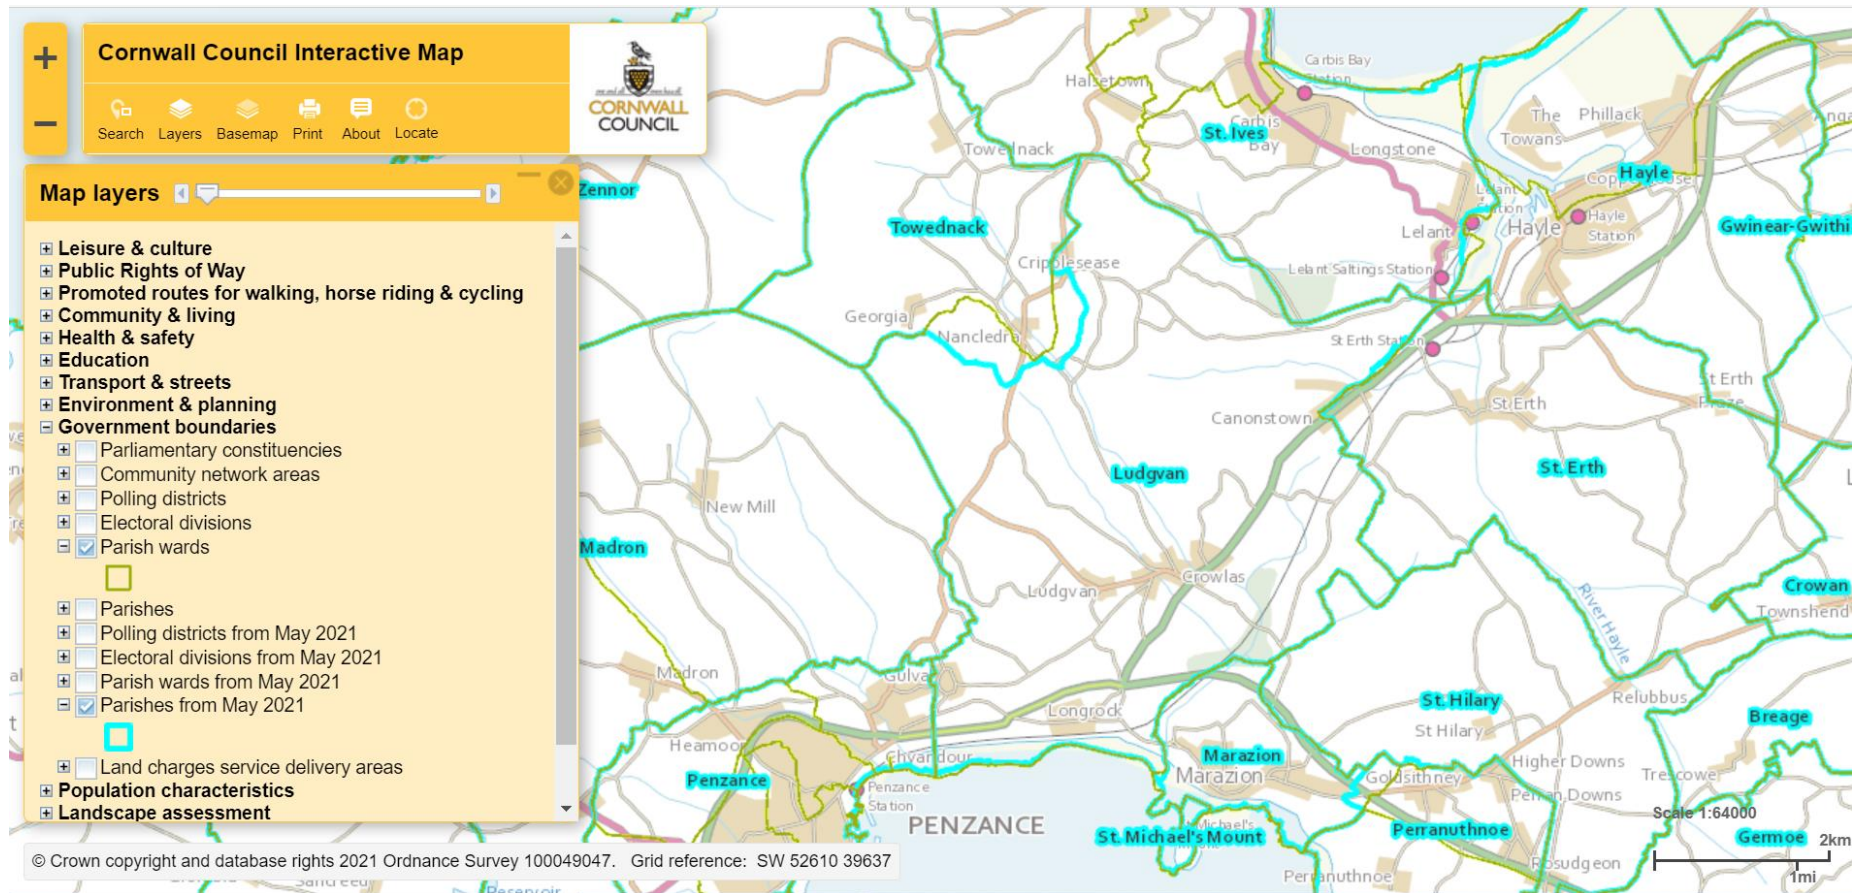 +
−
Cornwall Council Interactive Map
Search
Layers
Basemap
Print
About
Locate
CORNWALL
COUNCIL
Map layers
Leisure & culture
Public Rights of Way
Promoted routes for walking, horse riding & cycling
Community & living
Health & safety
Education
Transport & streets
Environment & planning
Government boundaries
Parliamentary constituencies
Community network areas
Polling districts
Electoral divisions
Parish wards
Parishes
Polling districts from May 2021
Electoral divisions from May 2021
Parish wards from May 2021
Parishes from May 2021
Land charges service delivery areas
Population characteristics
Landscape assessment
© Crown copyright and database rights 2021 Ordnance Survey 100049047. Grid reference: SW 52610 39637
Carbis Bay
Station
Halsetown
St. Ives
Carbis
Bay
Longstone
The
Towans
Phillack
Towednack
Zennor
Towednack
Hayle
Lelant
Station
Lelant
Hayle
Hayle
Station
Gwinear-Gwithi
Cripplesease
Lelant Saltings Station
Georgia
Nancledra
St Erth Station
St Erth
Praze
Canonstown
St Erth
Ludgvan
St. Erth
New Mill
Madron
Ludgvan
Crowlas
Crowan
Townshend
River Hayle
Madron
Gulval
Longrock
St. Hilary
St Hilary
Relubbus
Breage
Heamoor
Chyandour
Penzance
Penzance
Station
PENZANCE
Marazion
Marazion
Goldsithney
Higher Downs
Trescowe
Perran Downs
St. Michael's Mount
Perranuthnoe
Perranuthnoe
Rosudgeon
Germoe
Scale 1:64000
2km
1mi
Sancreed
Reservoir